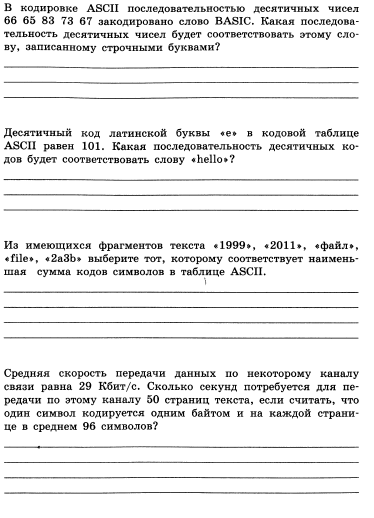 В кодировке ASCII последовательностью десятичных чисел
66 65 83 73 67 закодировано слово BASIC. Какая последова-
тельность десятичных чисел будет соответствовать этому сло-
ву, записанному строчными буквами?
Десятичный код латинской буквы «e» в кодовой таблице
ASCII равен 101. Какая последовательность десятичных ко-
дов будет соответствовать слову «hello»?
Из имеющихся фрагментов текста «1999», «2011», «файл»,
«file», «2a3b» выберите тот, которому соответствует наимень-
шая сумма кодов символов в таблице ASCII.
Средняя скорость передачи данных по некоторому каналу
связи равна 29 Кбит/с. Сколько секунд потребуется для пе-
редачи по этому каналу 50 страниц текста, если считать, что
один символ кодируется одним байтом и на каждой страни-
це в среднем 96 символов?